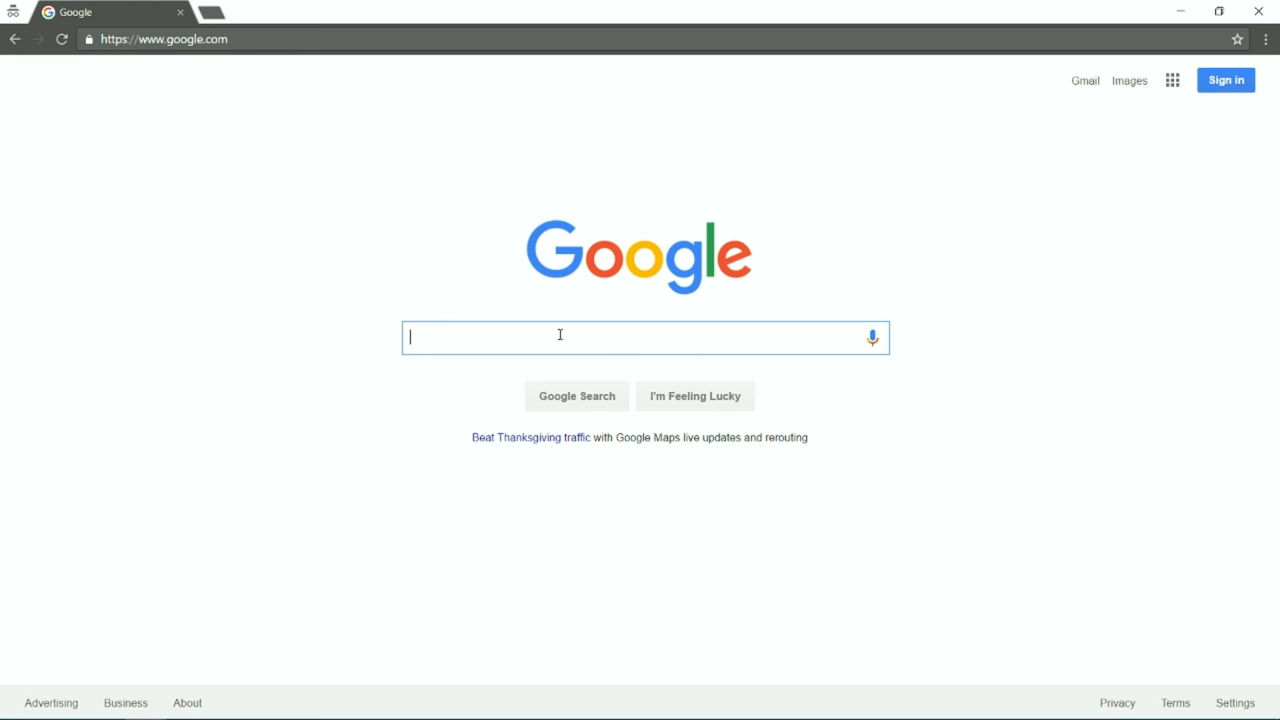 Google
https://www.google.com
Gmail Images Sign in
Google
Google Search I'm Feeling Lucky
Beat Thanksgiving traffic with Google Maps live updates and rerouting
Advertising Business About Privacy Terms Settings